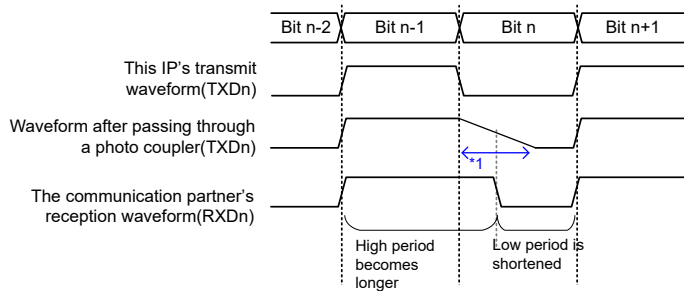 Bit n-2 Bit n-1 Bit n Bit n+1
This IP's transmit
waveform(TXDn)
Waveform after passing through
a photo coupler(TXDn)
*1
The communication partner's
reception waveform(RXDn)
High period
becomes
longer
Low period is
shortened